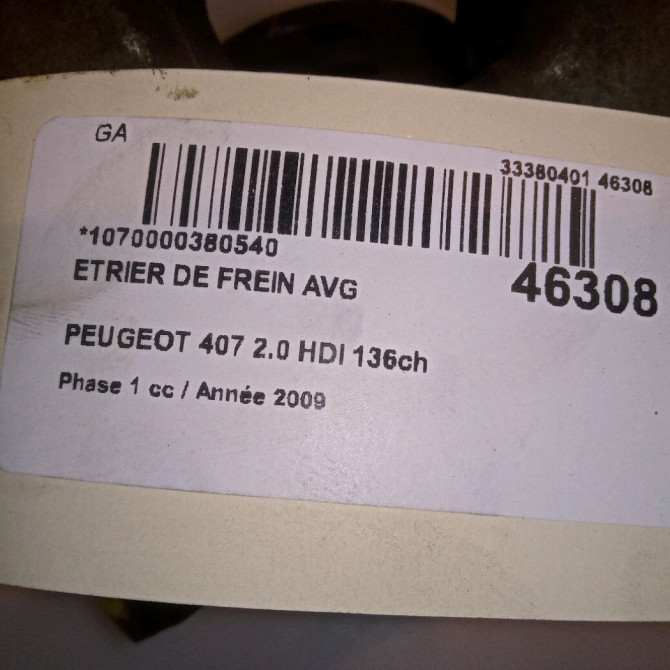 GA
33380401 46308
*1070000380540
46308
ETRIER DE FREIN AVG
PEUGEOT 407 2.0 HDI 136ch
Phase 1 cc / Année 2009